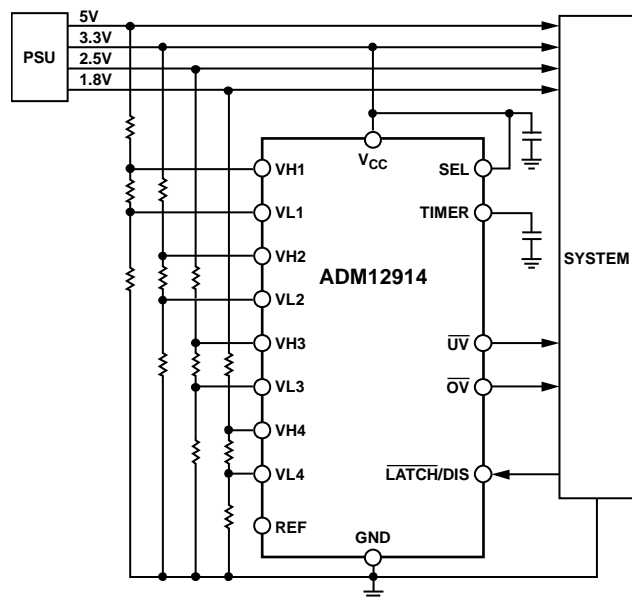 5V
3.3V
PSU
2.5V
1.8V
VCC
VH1
SEL
VL1
TIMER
VH2
SYSTEM
ADM12914
VL2
VH3
UV
VL3
OV
VH4
VL4
LATCH/DIS
REF
GND